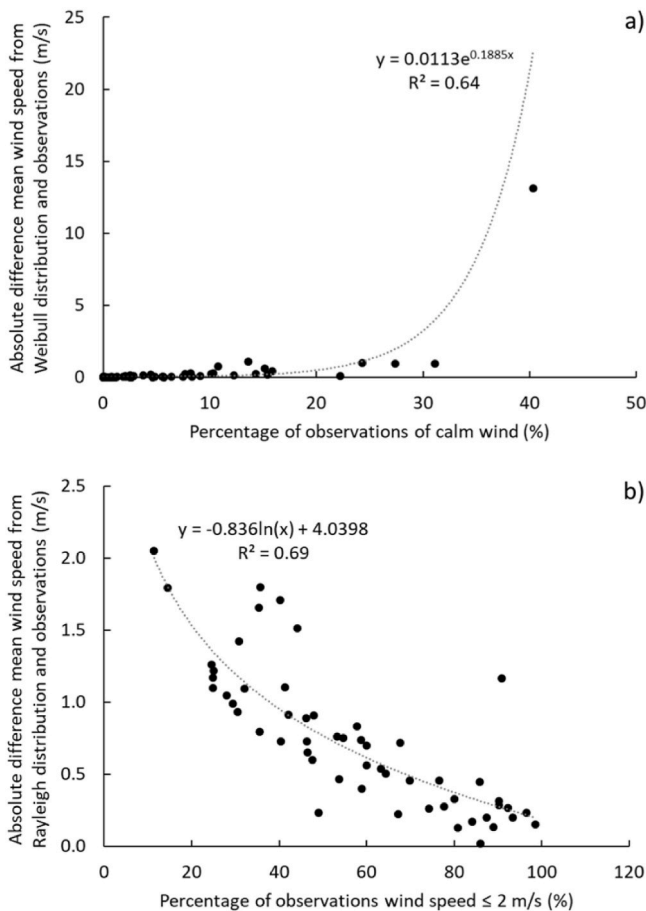 a)
y = 0.0113e^0.1885x
R² = 0.64
Absolute difference mean wind speed from
Weibull distribution and observations (m/s)
25
20
15
10
5
0
0 10 20 30 40 50
Percentage of observations of calm wind (%)
b)
y = -0.836ln(x) + 4.0398
R² = 0.69
Absolute difference mean wind speed from
Rayleigh distribution and observations (m/s)
2.5
2.0
1.5
1.0
0.5
0.0
0 20 40 60 80 100 120
Percentage of observations wind speed ≤ 2 m/s (%)